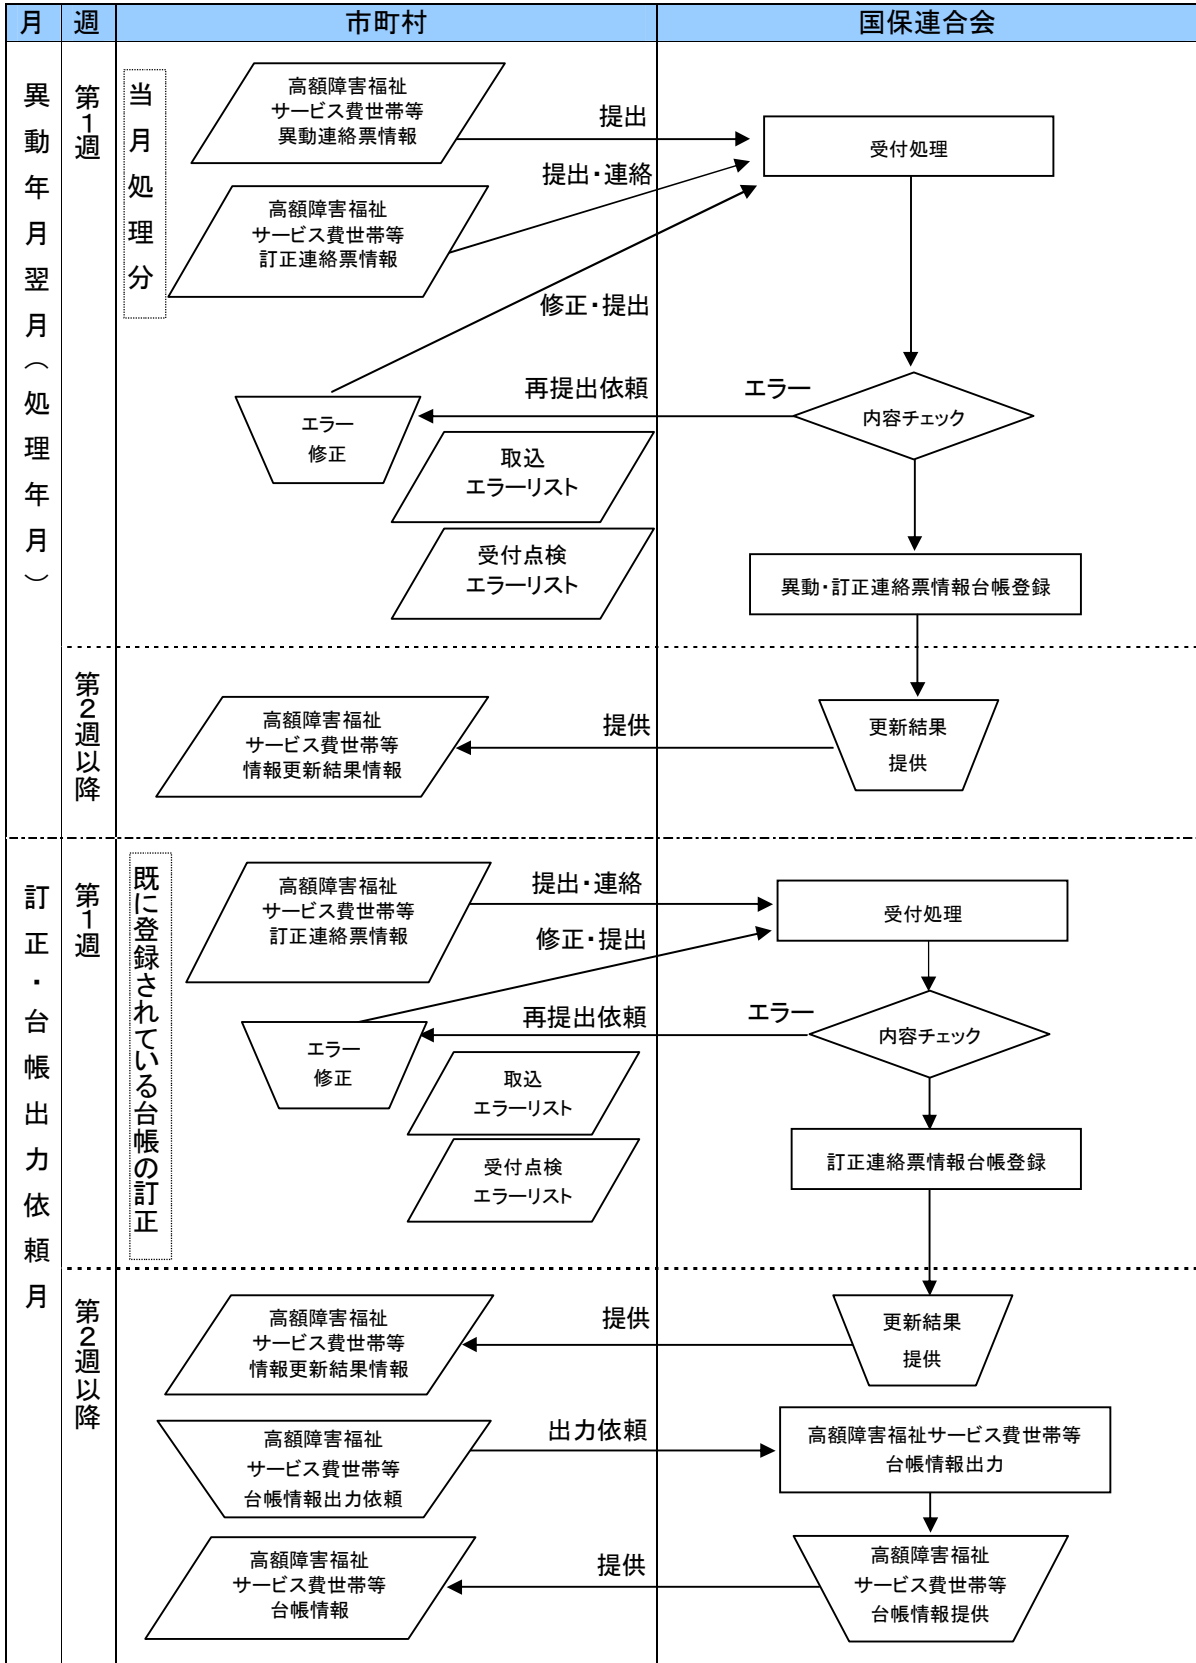 月
週
市町村
国保連合会
異動年月翌月（処理年月）
第1週
当月処理分
高額障害福祉
サービス費世帯等
異動連絡票情報
提出
受付処理
高額障害福祉
サービス費世帯等
訂正連絡票情報
提出・連絡
修正・提出
再提出依頼
エラー
内容チェック
エラー
修正
取込
エラーリスト
受付点検
エラーリスト
異動・訂正連絡票情報台帳登録
第2週以降
高額障害福祉
サービス費世帯等
情報更新結果情報
提供
更新結果
提供
訂正・台帳出力依頼月
第1週
既に登録されている台帳の訂正
高額障害福祉
サービス費世帯等
訂正連絡票情報
提出・連絡
受付処理
修正・提出
再提出依頼
エラー
内容チェック
エラー
修正
取込
エラーリスト
受付点検
エラーリスト
訂正連絡票情報台帳登録
第2週以降
高額障害福祉
サービス費世帯等
情報更新結果情報
提供
更新結果
提供
高額障害福祉
サービス費世帯等
台帳情報出力依頼
出力依頼
高額障害福祉サービス費世帯等
台帳情報出力
高額障害福祉
サービス費世帯等
台帳情報
提供
高額障害福祉
サービス費世帯等
台帳情報提供